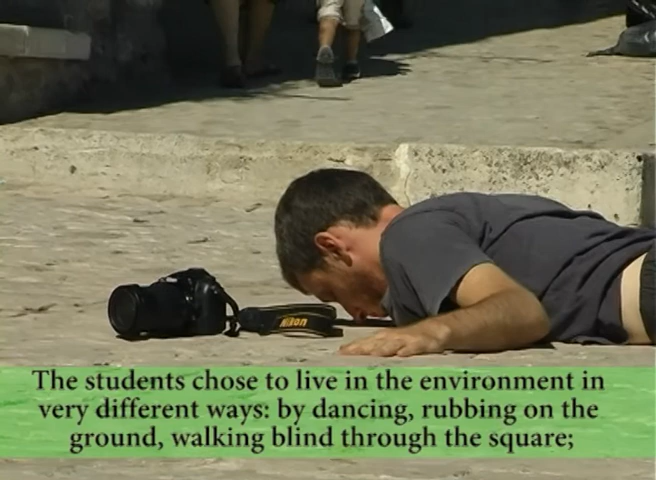 Nikon
The students chose to live in the environment in
very different ways: by dancing, rubbing on the
ground, walking blind through the square;